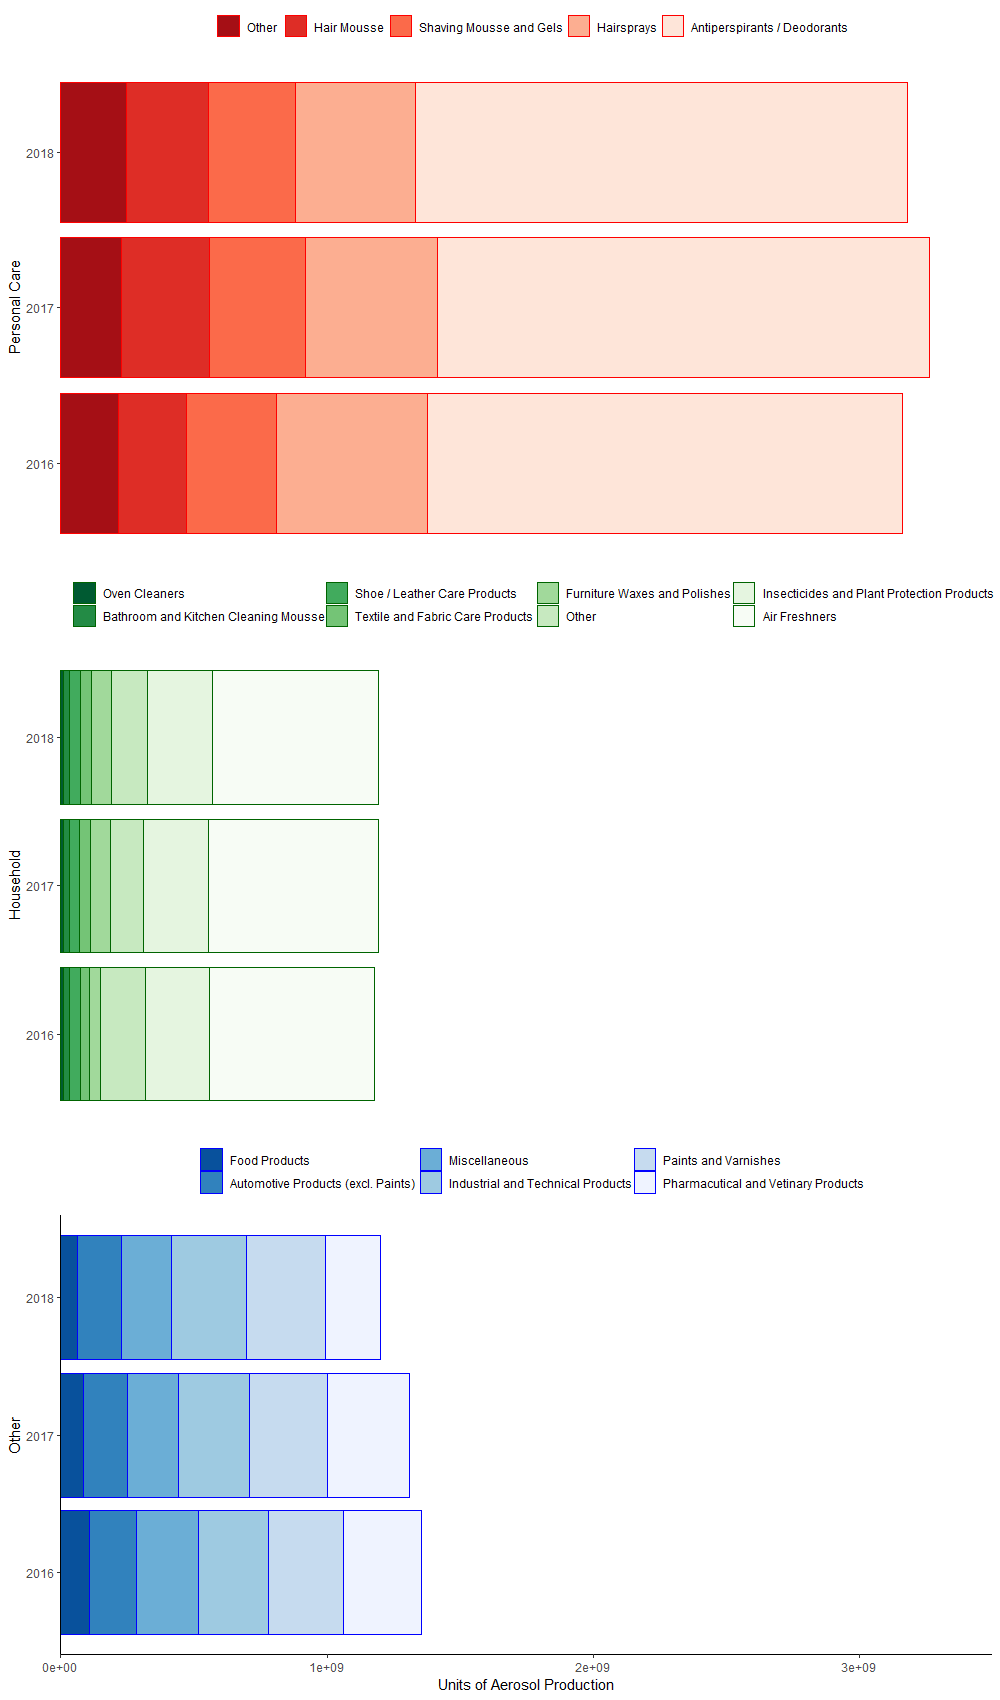 Other Hair Mousse Shaving Mousse and Gels Hairsprays Antiperspirants / Deodorants
2018
Personal Care
2017
2016
Oven Cleaners Shoe / Leather Care Products Furniture Waxes and Polishes Insecticides and Plant Protection Products
Bathroom and Kitchen Cleaning Mousse Textile and Fabric Care Products Other Air Freshners
2018
Household
2017
2016
Food Products Miscellaneous Paints and Varnishes
Automotive Products (excl. Paints) Industrial and Technical Products Pharmacutical and Vetinary Products
2018
Other
2017
2016
0e+00 1e+09 2e+09 3e+09
Units of Aerosol Production